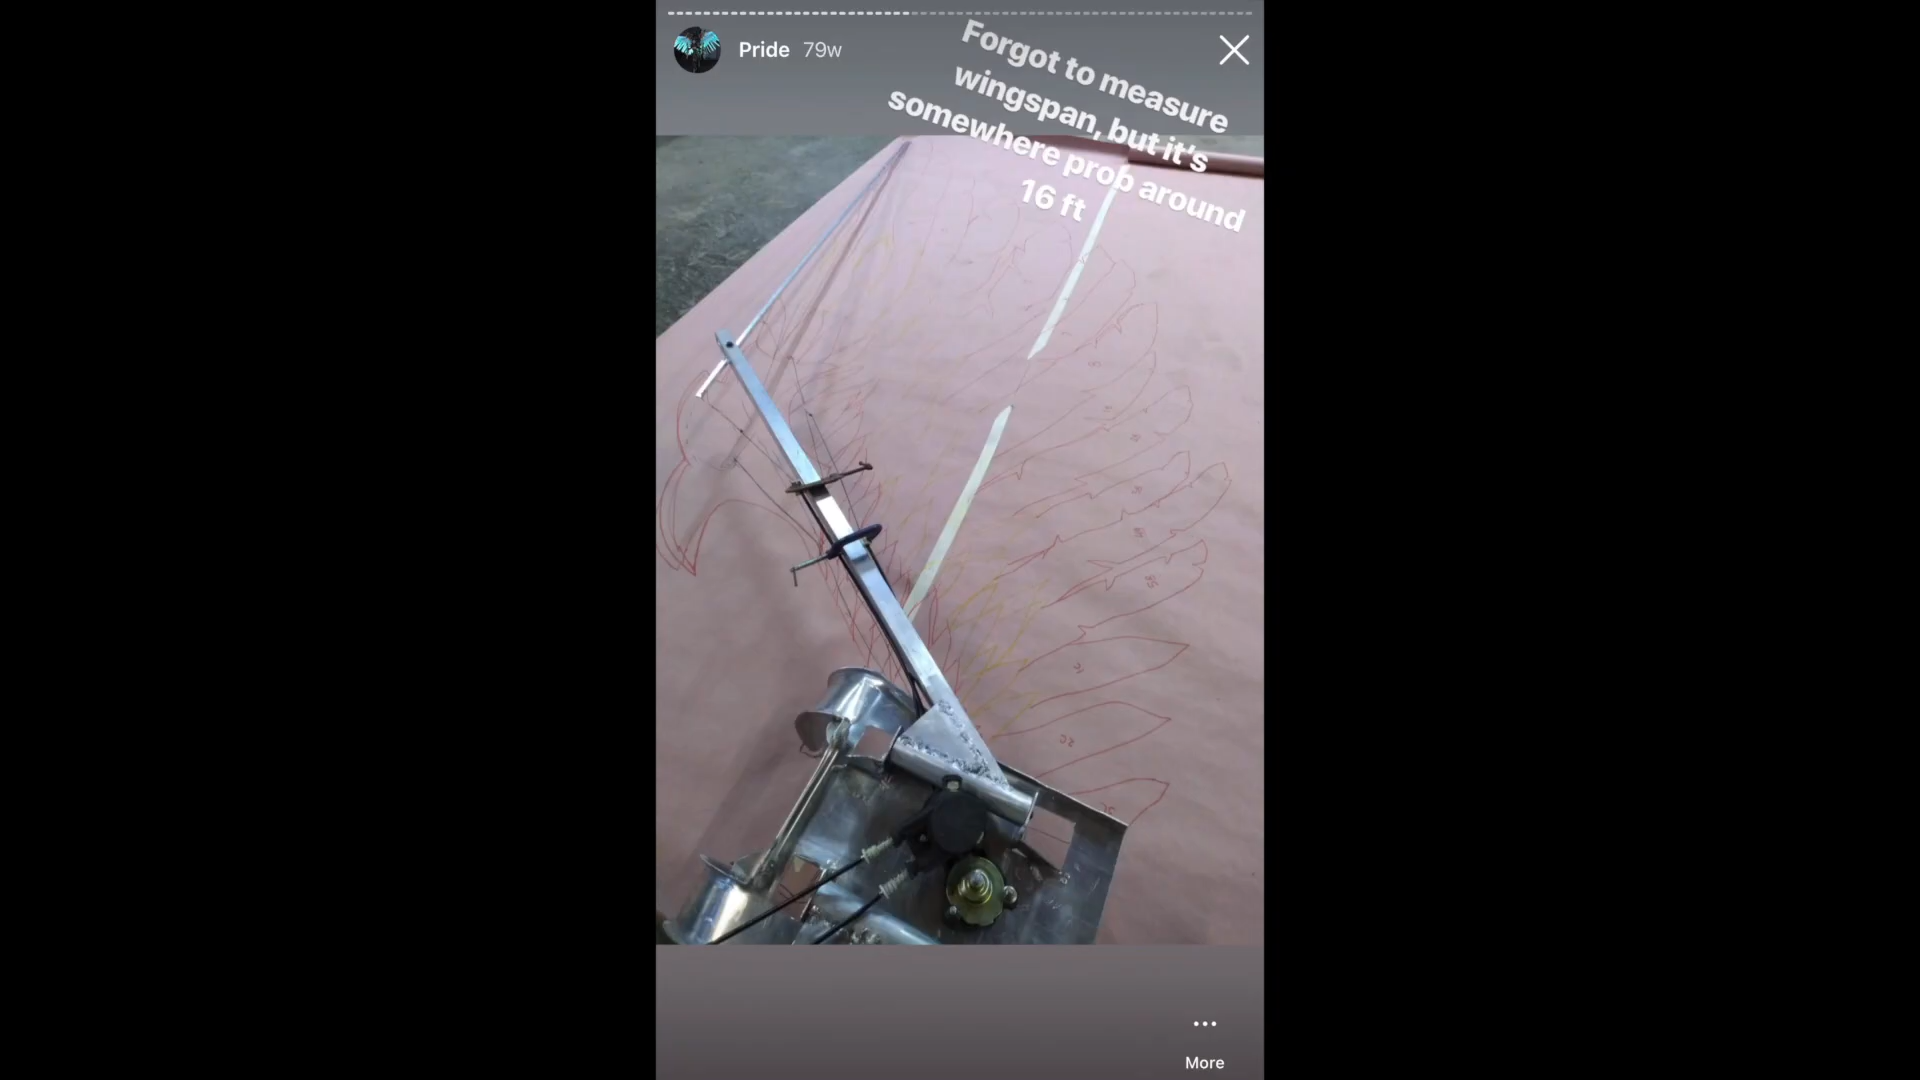 Pride 79w
Forgot to measure
wingspan, but it's
somewhere prob around
16 ft
More